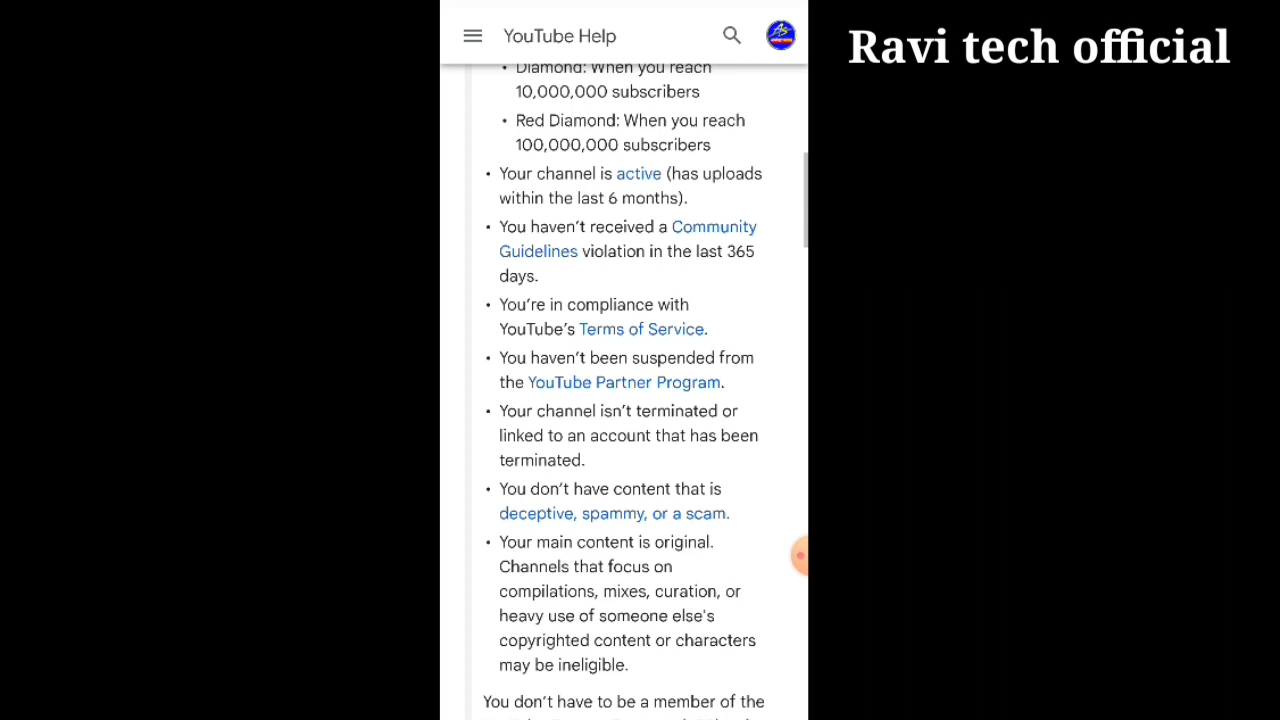 YouTube Help
Ravi tech official
Diamond: When you reach
10,000,000 subscribers
• Red Diamond: When you reach
100,000,000 subscribers
• Your channel is active (has uploads
within the last 6 months).
• You haven't received a Community
Guidelines violation in the last 365
days.
• You're in compliance with
YouTube's Terms of Service.
• You haven't been suspended from
the YouTube Partner Program.
• Your channel isn't terminated or
linked to an account that has been
terminated.
• You don't have content that is
deceptive, spammy, or a scam.
• Your main content is original.
Channels that focus on
compilations, mixes, curation, or
heavy use of someone else's
copyrighted content or characters
may be ineligible.
You don't have to be a member of the